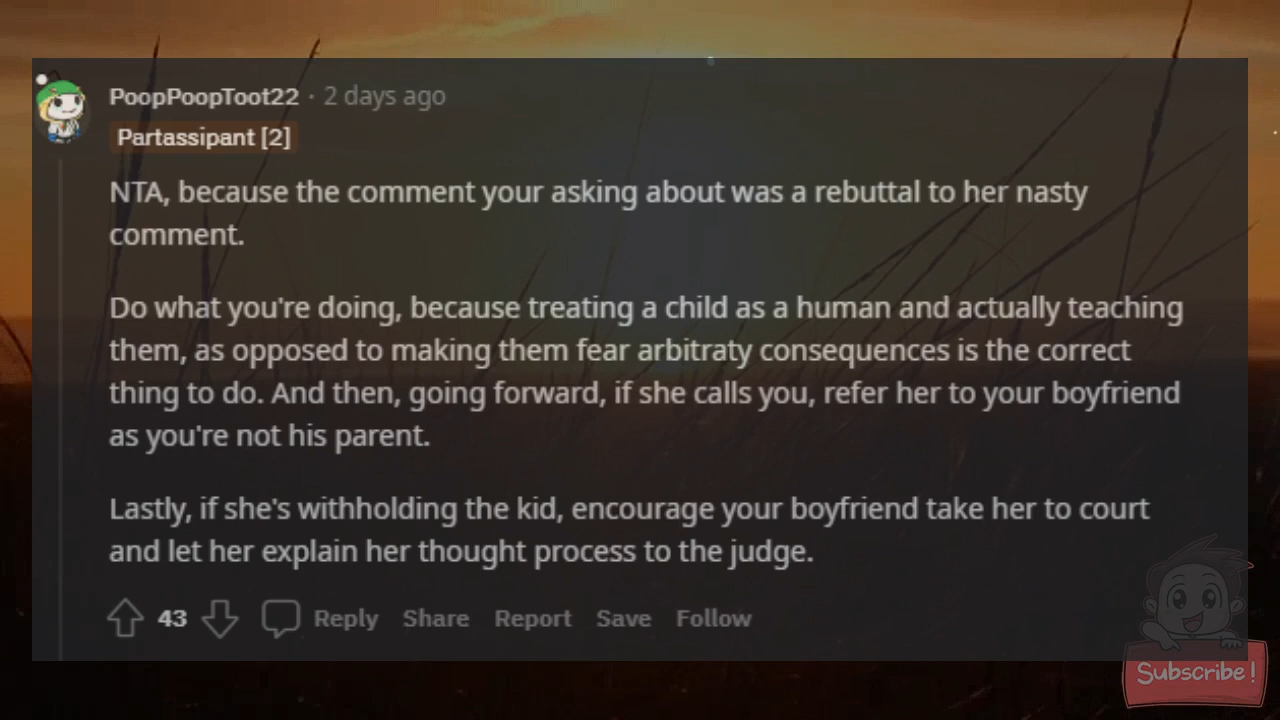 PoopPoopToot22 · 2 days ago
Partassipant [2]
NTA, because the comment your asking about was a rebuttal to her nasty
comment.
Do what you're doing, because treating a child as a human and actually teaching
them, as opposed to making them fear arbitraty consequences is the correct
thing to do. And then, going forward, if she calls you, refer her to your boyfriend
as you're not his parent.
Lastly, if she's withholding the kid, encourage your boyfriend take her to court
and let her explain her thought process to the judge.
43 Reply Share Report Save Follow
Subscribe!